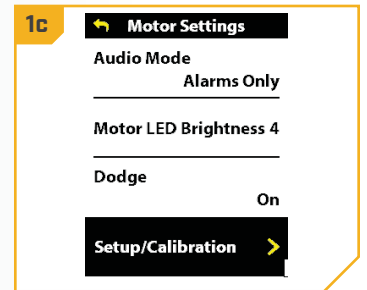 1c
Motor Settings
Audio Mode
Alarms Only
Motor LED Brightness 4
Dodge
On
Setup/Calibration >